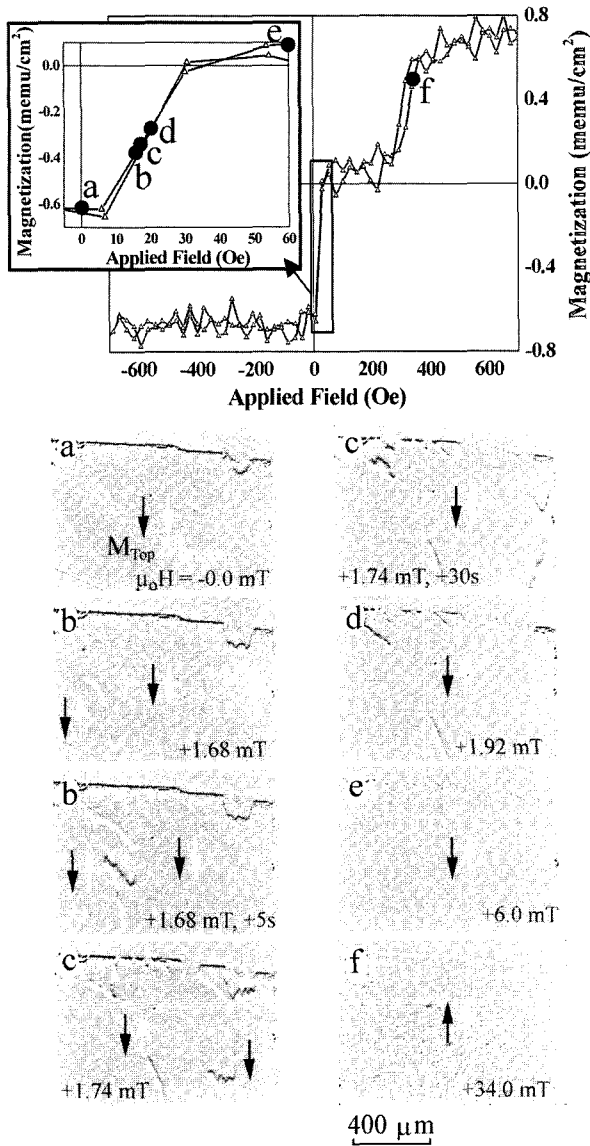 Magnetization(memu/cm²)
0.0
-0.2
-0.4
-0.6
a
b
c
d
e
0
10
20
30
40
50
60
Applied Field (Oe)
0.8
0.4
0.0
-0.4
-0.8
Magnetization (memu/cm²)
f
-600
-400
-200
0
200
400
600
Applied Field (Oe)
a
M_Top
μ₀H = -0.0 mT
b
+1.68 mT
b
+1.68 mT, +5s
c
+1.74 mT
c
+1.74 mT, +30s
d
+1.92 mT
e
+6.0 mT
f
+34.0 mT
400 μm